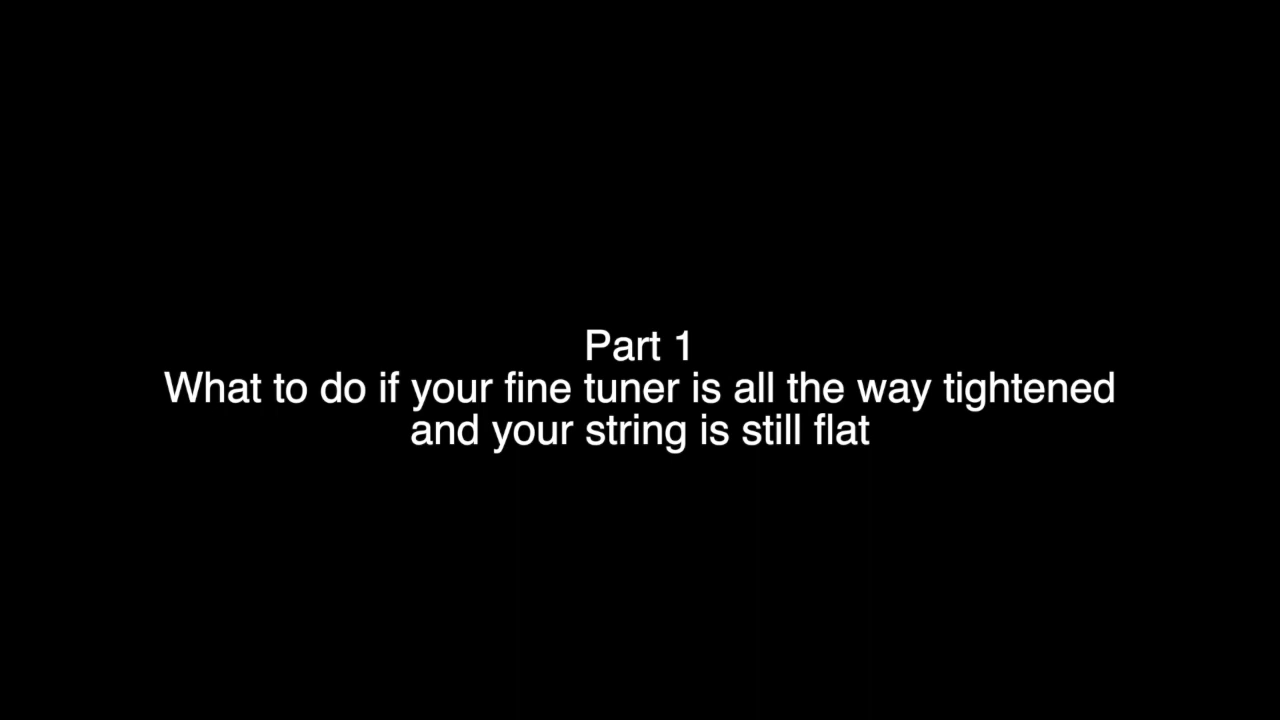 Part 1
What to do if your fine tuner is all the way tightened
and your string is still flat